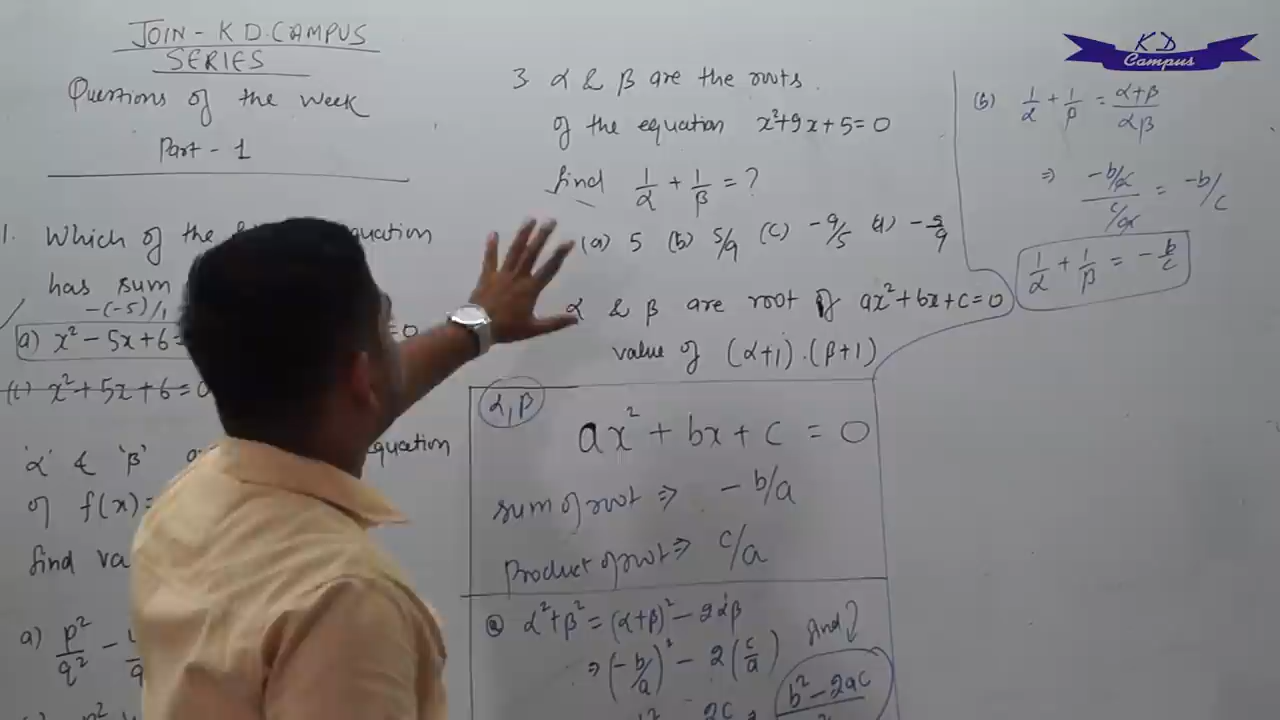 JOIN - K D. CAMPUS
SERIES
Questions of the week
Part - 1
1. Which of the equation
has sum
-(-5)/1
a) x² - 5x + 6 = 0
(c) x² + 5x + 6 = 0
'α' & 'β' equation
of f(x) =
find va
a) p²/q² -
3 α & β are the roots
of the equation x²+9x+5=0
find 1/α + 1/β = ?
(a) 5 (b) 5/9 (c) -9/5 (d) -5/9
α & β are root of ax²+bx+c=0
value of (α+1).(β+1)
α,β
ax² + bx + c = 0
sum of root ⇒ -b/a
Product of root ⇒ c/a
@ α²+β² = (α+β)² - 2αβ
⇒ (-b/a)² - 2(c/a)
find
2c
b² - 2ac
K D
Campus
(b) 1/α + 1/β = α+β/αβ
⇒ -b/a / c/a = -b/c
1/α + 1/β = -b/c